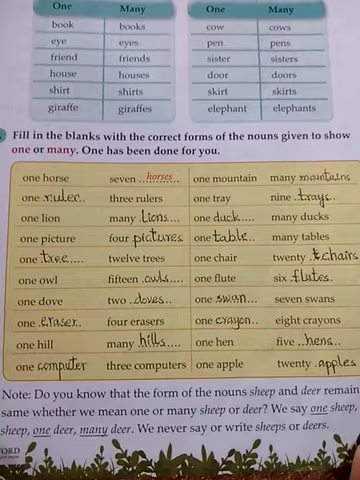 One Many One Many
book books cow cows
eye eyes pen pens
friend friends sister sisters
house houses door doors
shirt shirts skirt skirts
giraffe giraffes elephant elephants
Fill in the blanks with the correct forms of the nouns given to show
one or many. One has been done for you.
one horse seven ..horses... one mountain many mountains
one .ruler.. three rulers one tray nine .trays..
one lion many .lions.... one duck.... many ducks
one picture four pictures one table.. many tables
one tree.... twelve trees one chair twenty .chairs
one owl fifteen .owls.... one flute six .flutes.
one dove two ..doves.. one swan... seven swans
one .eraser.. four erasers one crayon.. eight crayons
one hill many hills.... one hen five ..hens..
one computer three computers one apple twenty .apples
Note: Do you know that the form of the nouns sheep and deer remain
same whether we mean one or many sheep or deer? We say one sheep,
sheep, one deer, many deer. We never say or write sheeps or deers.